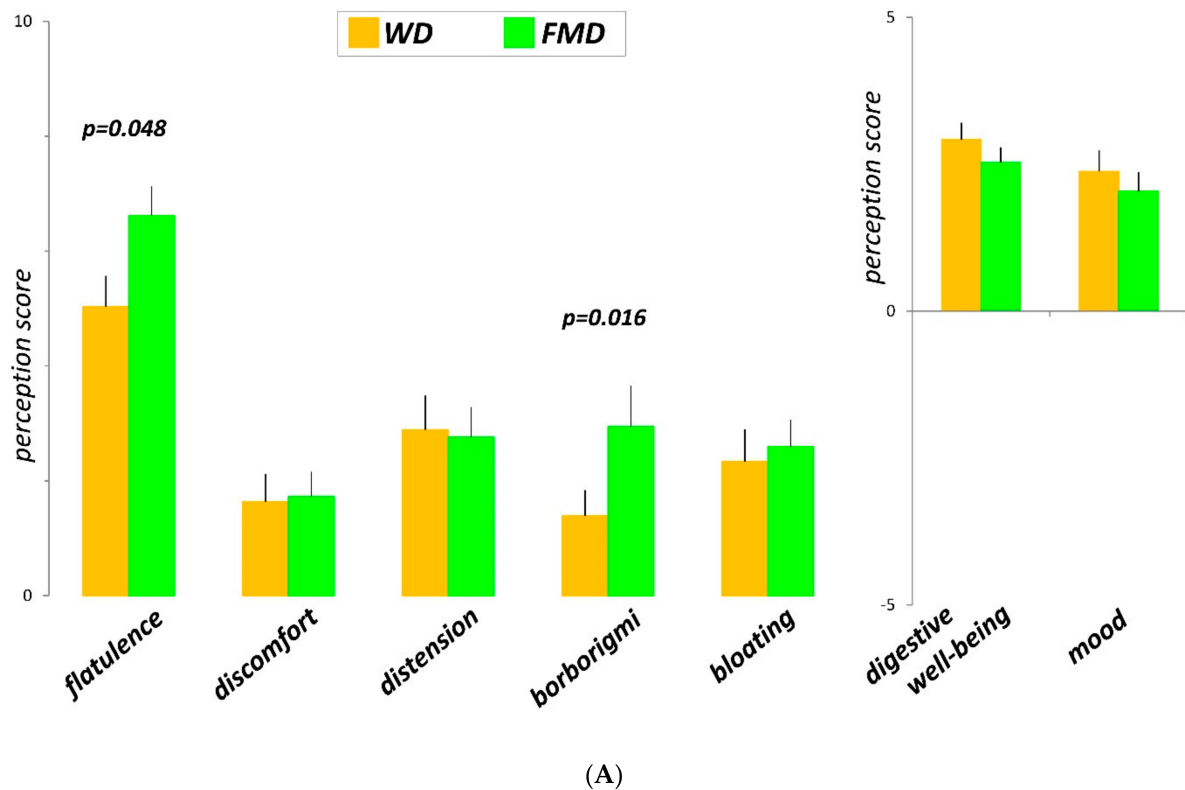 10
WD
FMD
p=0.048
perception score
p=0.016
0
flatulence
discomfort
distension
borborigmi
bloating
5
perception score
0
-5
digestive
well-being
mood
(A)